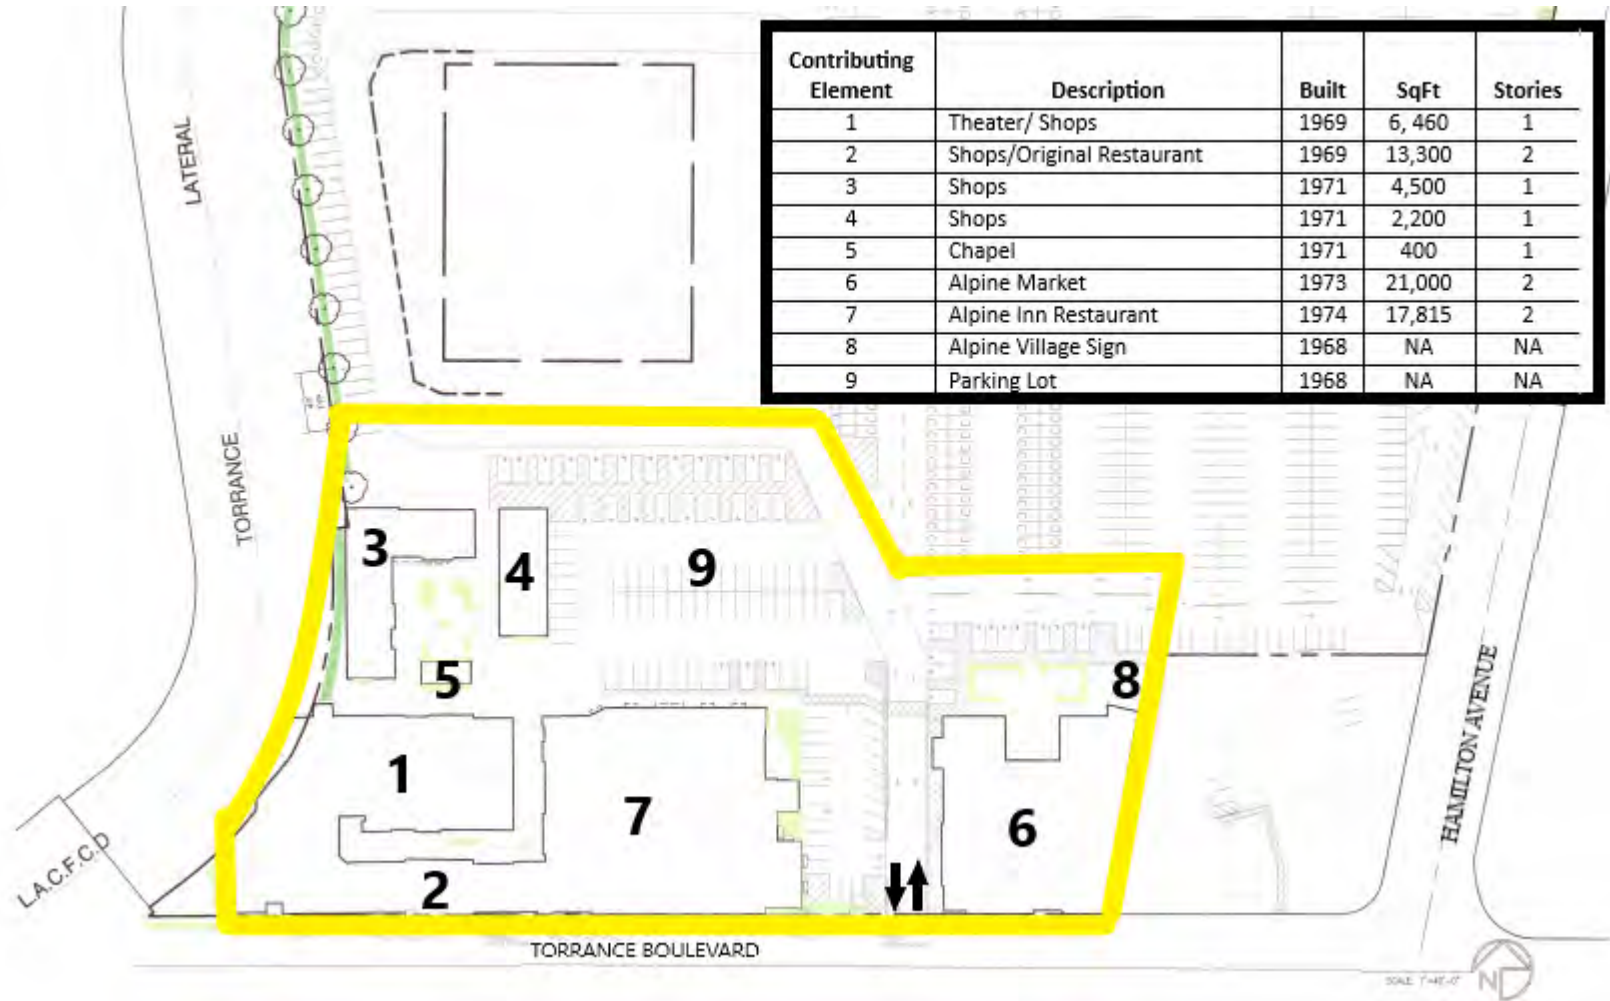 Contributing Element Description Built SqFt Stories
1 Theater/ Shops 1969 6, 460 1
2 Shops/Original Restaurant 1969 13,300 2
3 Shops 1971 4,500 1
4 Shops 1971 2,200 1
5 Chapel 1971 400 1
6 Alpine Market 1973 21,000 2
7 Alpine Inn Restaurant 1974 17,815 2
8 Alpine Village Sign 1968 NA NA
9 Parking Lot 1968 NA NA
LATERAL
TORRANCE
3
4
9
5
8
1
7
6
2
L.A.C.F.C.D
HAMILTON AVENUE
TORRANCE BOULEVARD
N